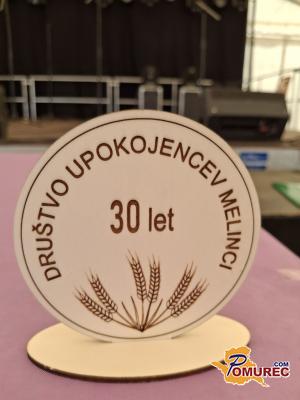 DRUŠTVO UPOKOJENCEV MELINCI
30 let
POMUREC
.COM